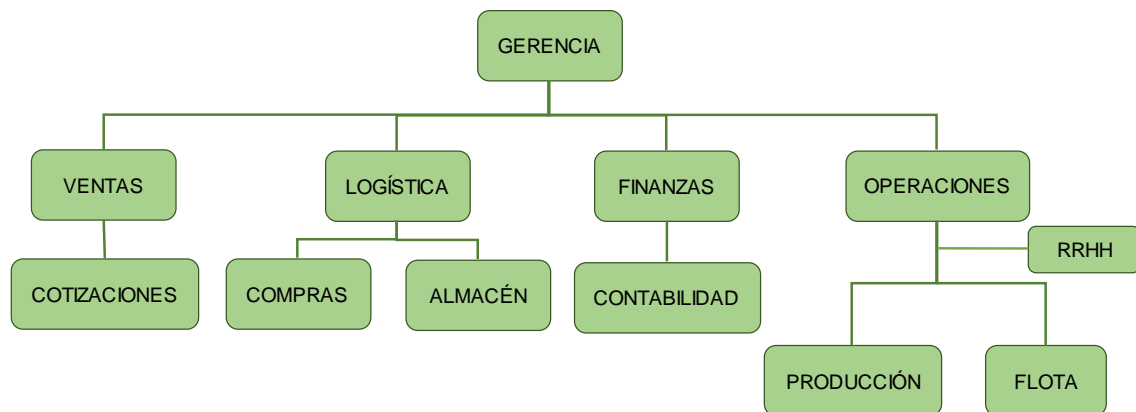 GERENCIA
VENTAS
LOGÍSTICA
FINANZAS
OPERACIONES
RRHH
COTIZACIONES
COMPRAS
ALMACÉN
CONTABILIDAD
PRODUCCIÓN
FLOTA